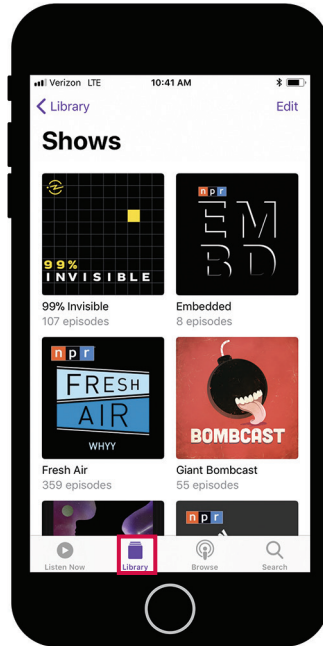 Verizon LTE 10:41 AM
Library Edit
Shows
99%
INVISIBLE
npr
EM
BD
99% Invisible
107 episodes
Embedded
8 episodes
npr
FRESH
AIR
WHYY
BOMBCAST
Fresh Air
359 episodes
Giant Bombcast
55 episodes
npr
Listen Now Library Browse Search